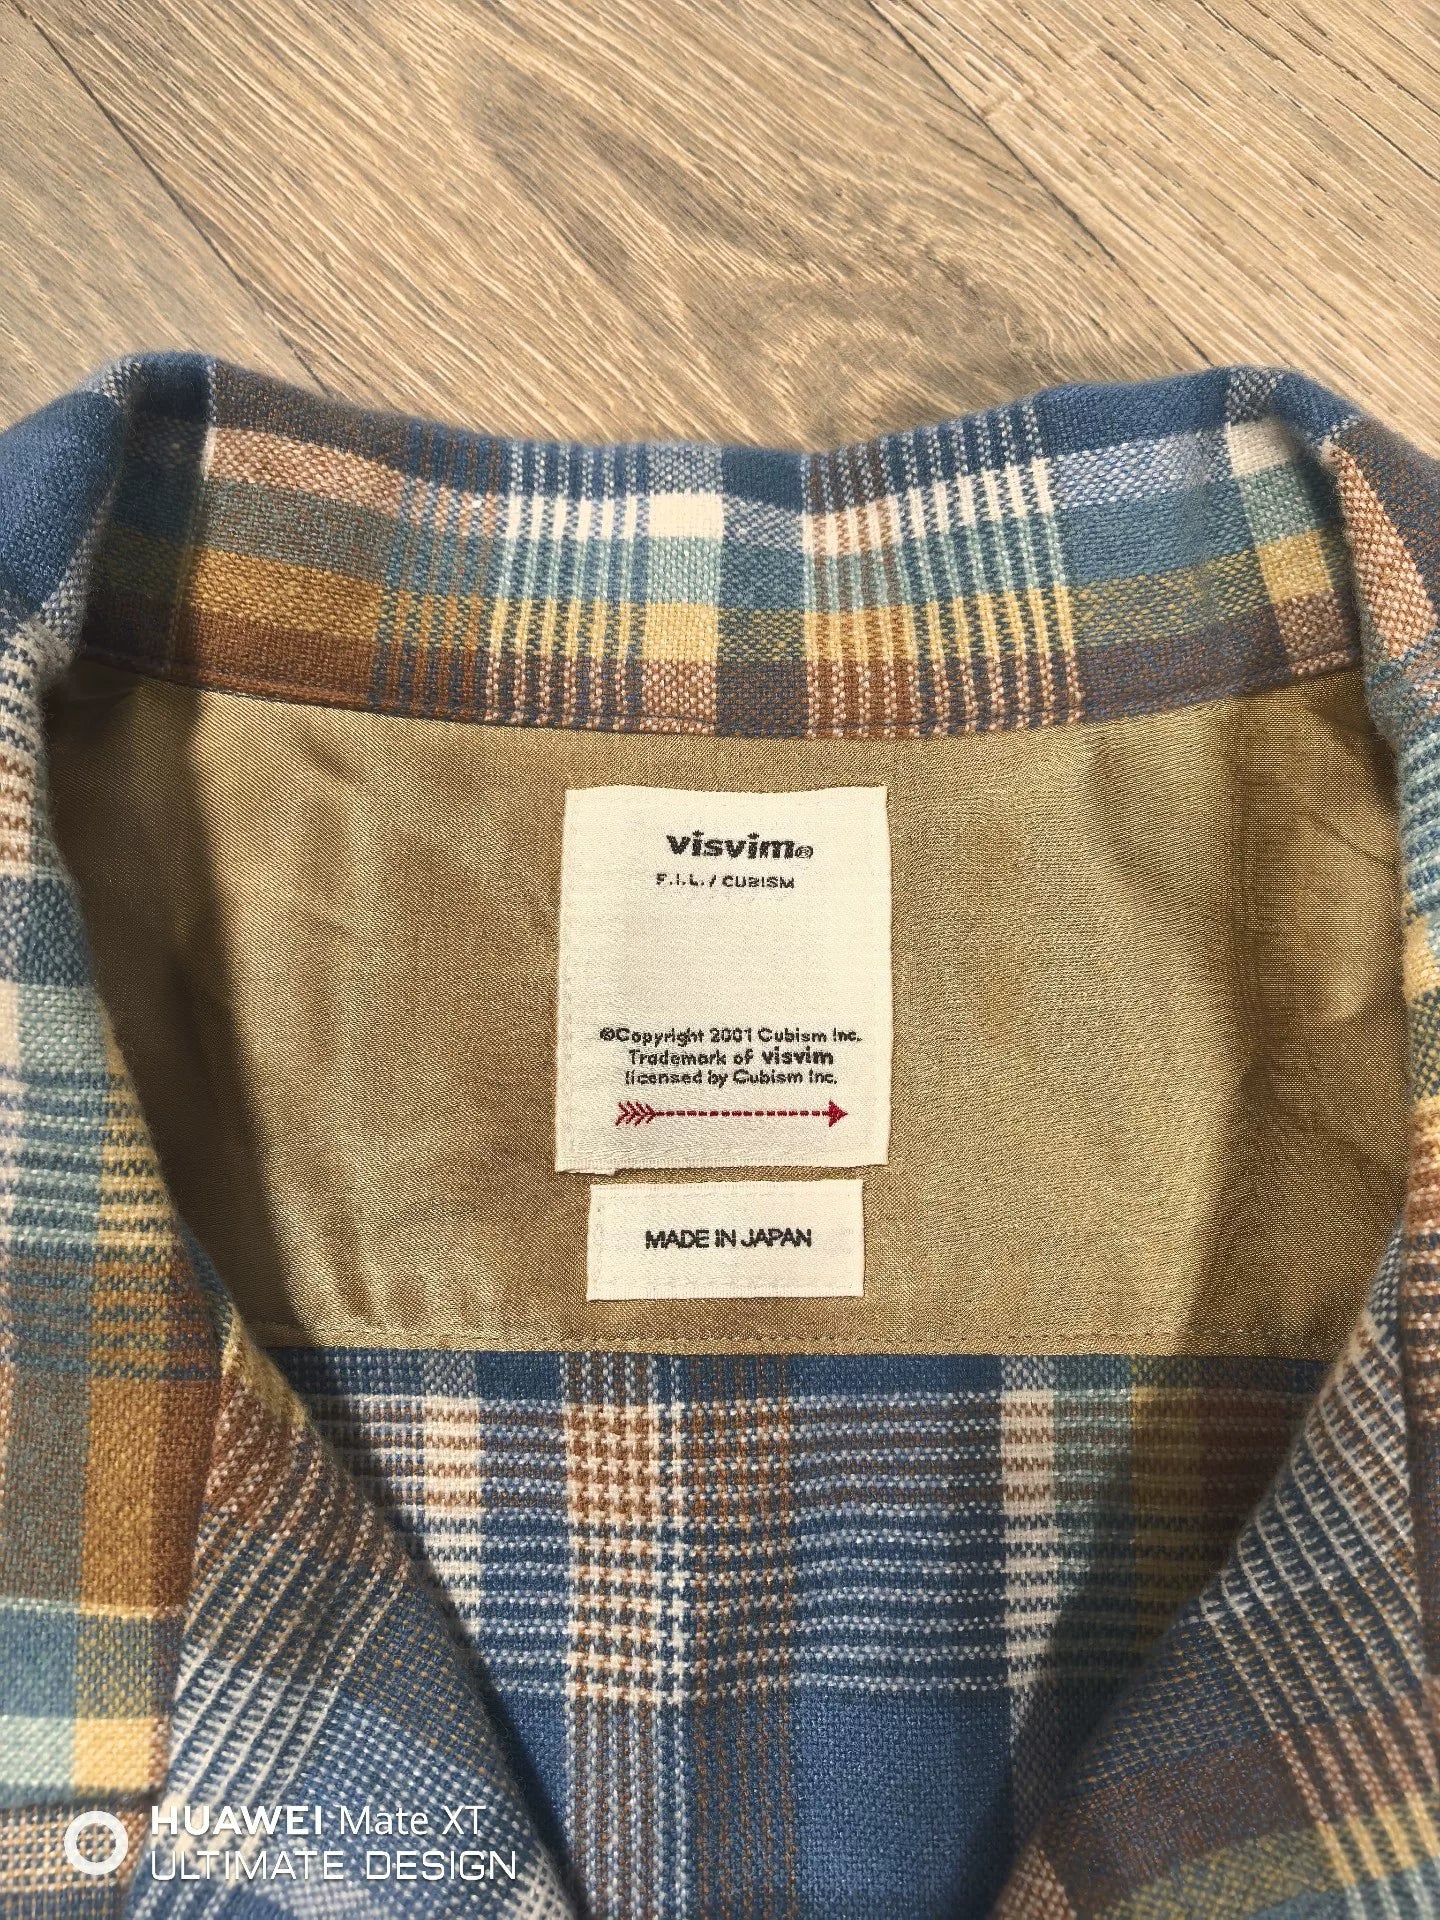 visvim®
F.I.L. / CUBISM
©Copyright 2001 Cubism Inc.
Trademark of visvim
licensed by Cubism Inc.
MADE IN JAPAN
HUAWEI Mate XT
ULTIMATE DESIGN